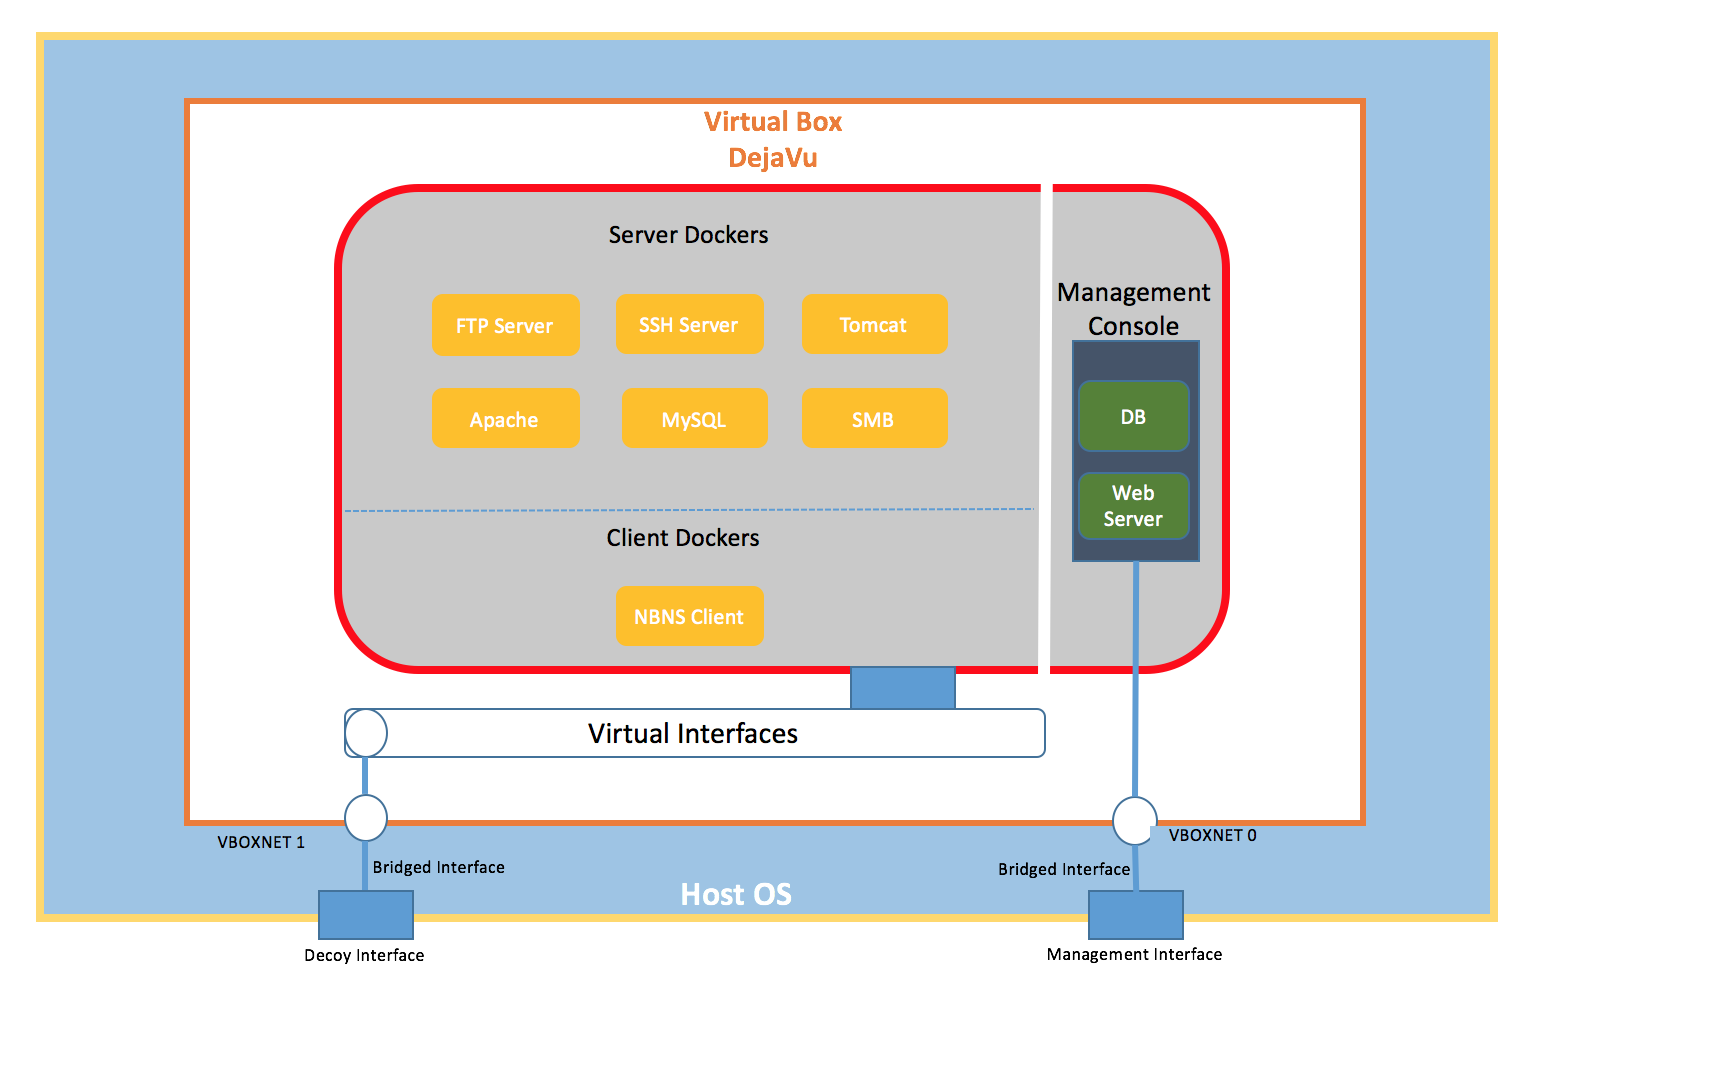 Virtual Box
DejaVu
Server Dockers
FTP Server
SSH Server
Tomcat
Apache
MySQL
SMB
Client Dockers
NBNS Client
Management
Console
DB
Web
Server
Virtual Interfaces
VBOXNET 1
VBOXNET 0
Bridged Interface
Bridged Interface
Host OS
Decoy Interface
Management Interface